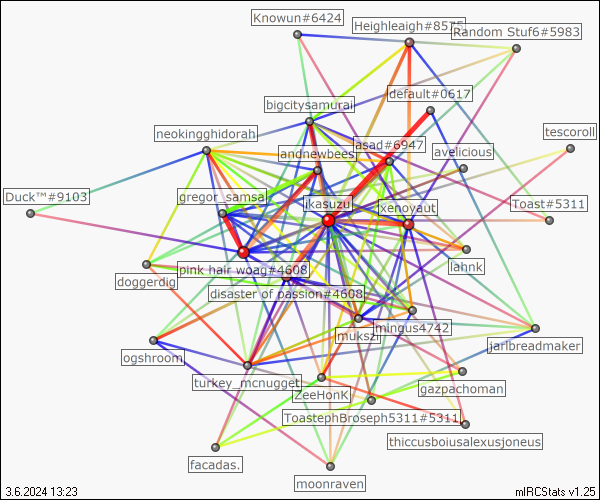 Knowun#6424
Heighleigh#8575
Random Stuf6#5983
default#0617
bigcitysamurai
neokingghidorah
tescoroll
asad#6947
avelicious
andnewbees
Duck™#9103
gregor_samsa
ikasuzu
xenoyaut
Toast#5311
pink hair woag#4608
lahnk
doggerdig
disaster of passion#4608
mukszi
mingus4742
jarlbreadmaker
ogshroom
turkey_mcnugget
ZeeHonK
gazpachoman
ToastephBroseph5311#5311
thiccusboiusalexusjoneus
facadas.
moonraven
3.6.2024 13:23
mIRCStats v1.25